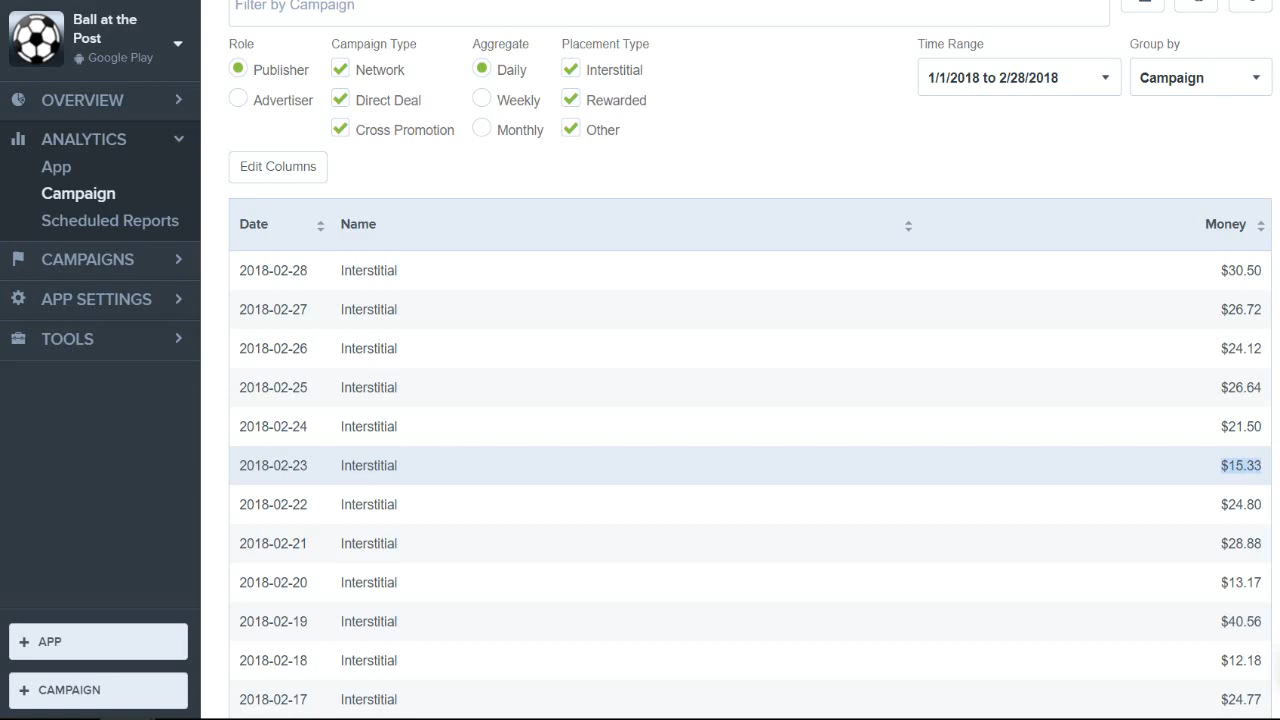 Ball at the
Post
Google Play
OVERVIEW
ANALYTICS
App
Campaign
Scheduled Reports
CAMPAIGNS
APP SETTINGS
TOOLS
+ APP
+ CAMPAIGN
Filter by Campaign
Role Campaign Type Aggregate Placement Type Time Range Group by
Publisher Network Daily Interstitial 1/1/2018 to 2/28/2018 Campaign
Advertiser Direct Deal Weekly Rewarded
Cross Promotion Monthly Other
Edit Columns
Date Name Money
2018-02-28 Interstitial $30.50
2018-02-27 Interstitial $26.72
2018-02-26 Interstitial $24.12
2018-02-25 Interstitial $26.64
2018-02-24 Interstitial $21.50
2018-02-23 Interstitial $15.33
2018-02-22 Interstitial $24.80
2018-02-21 Interstitial $28.88
2018-02-20 Interstitial $13.17
2018-02-19 Interstitial $40.56
2018-02-18 Interstitial $12.18
2018-02-17 Interstitial $24.77